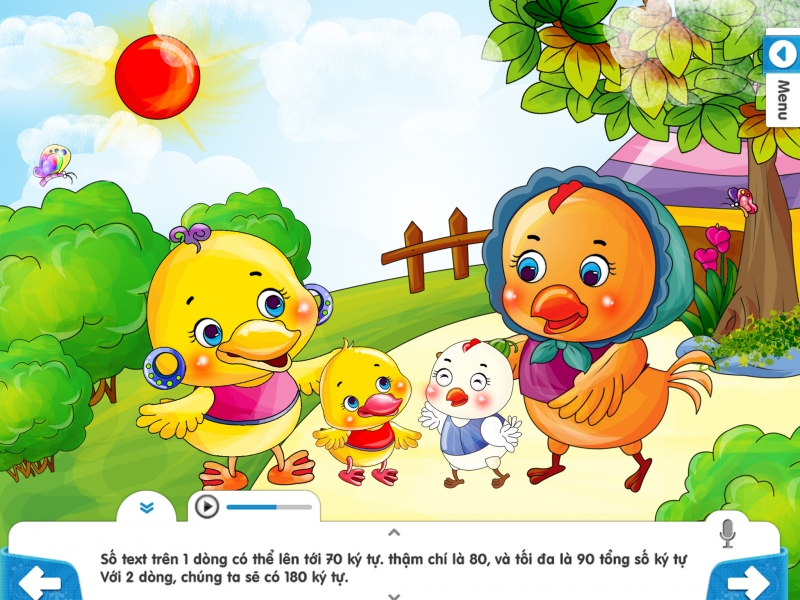 Menu
Số text trên 1 dòng có thể lên tới 70 ký tự. thậm chí là 80, và tối đa là 90 tổng số ký tự
Với 2 dòng, chúng ta sẽ có 180 ký tự.